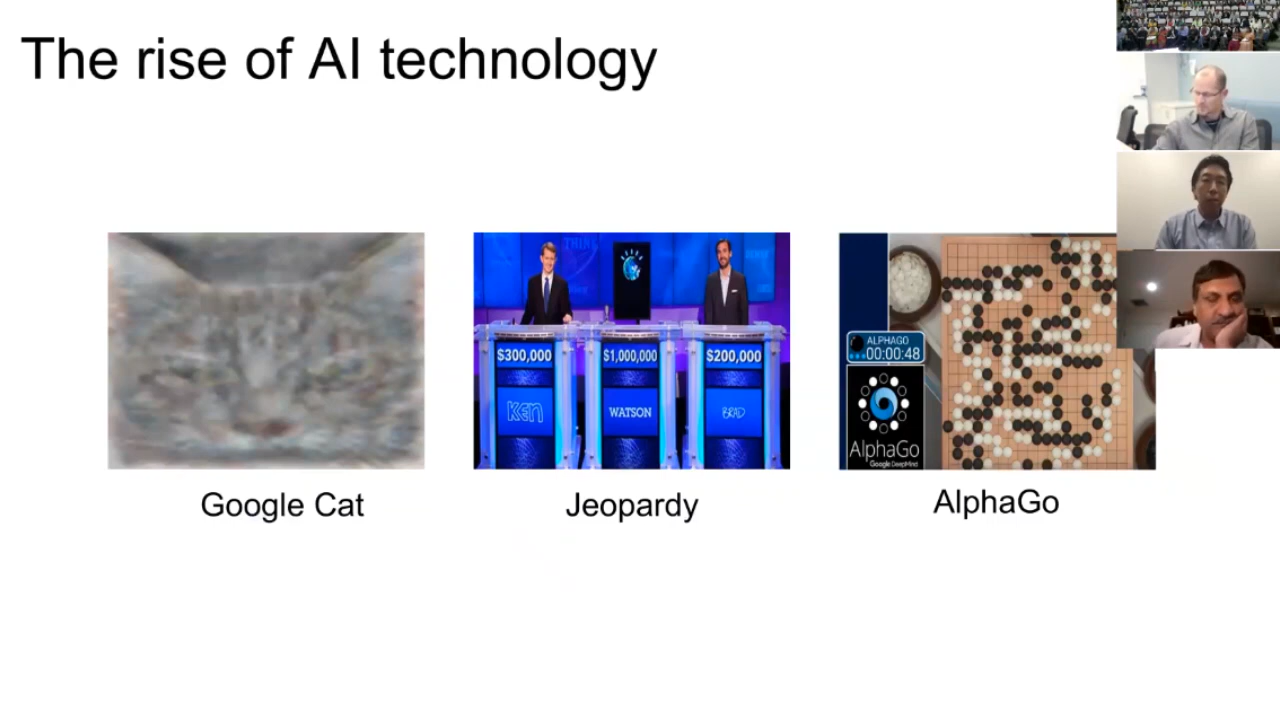 The rise of AI technology
THINK
$300,000
$1,000,000
$200,000
KEN
WATSON
BRAD
ALPHAGO
00:00:48
AlphaGo
Google DeepMind
Google Cat
Jeopardy
AlphaGo